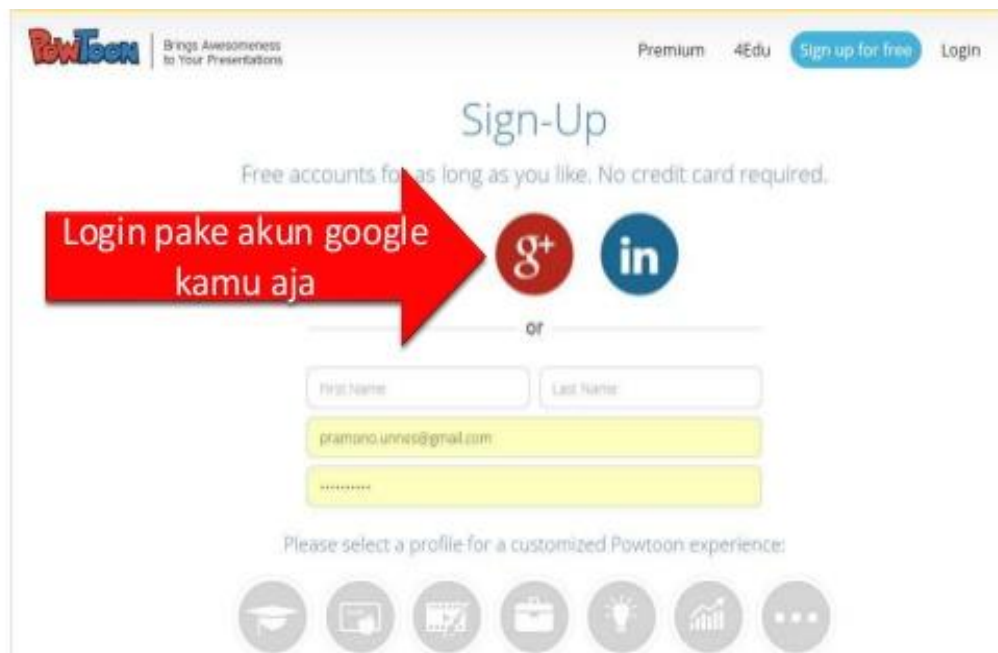 PowToon
Brings Awesomeness
to Your Presentations
Premium 4Edu Sign up for free Login
Sign-Up
Free accounts for as long as you like. No credit card required.
Login pake akun google
kamu aja
g+ in
or
First Name Last Name
pramono.unnes@gmail.com
Please select a profile for a customized Powtoon experience: